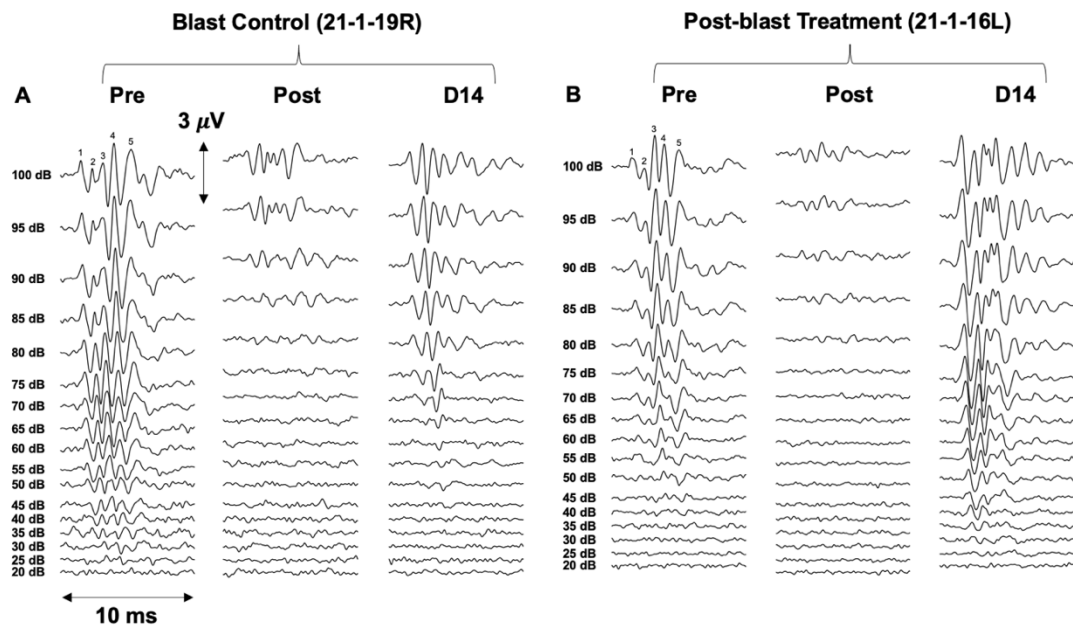 Blast Control (21-1-19R)
Post-blast Treatment (21-1-16L)
A Pre Post D14
B Pre Post D14
3 μV
1 2 3 4 5
1 2 3 4 5
100 dB
95 dB
90 dB
85 dB
80 dB
75 dB
70 dB
65 dB
60 dB
55 dB
50 dB
45 dB
40 dB
35 dB
30 dB
25 dB
20 dB
10 ms
100 dB
95 dB
90 dB
85 dB
80 dB
75 dB
70 dB
65 dB
60 dB
55 dB
50 dB
45 dB
40 dB
35 dB
30 dB
25 dB
20 dB